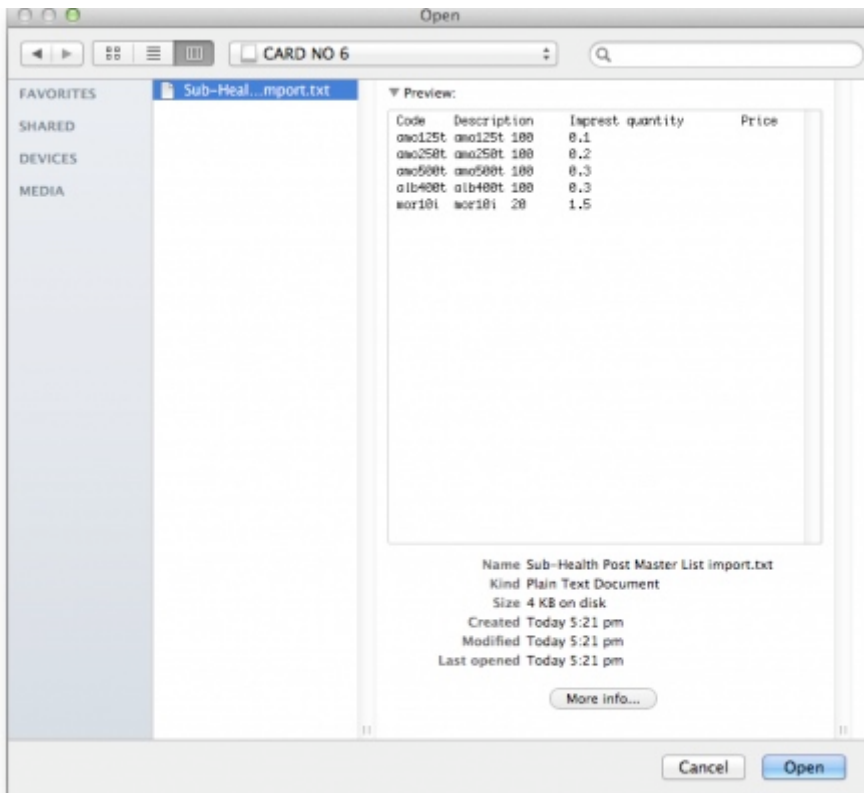 Open
CARD NO 6
FAVORITES
SHARED
DEVICES
MEDIA
Sub-Heal...mport.txt
Preview:
Code Description Imprest quantity Price
amo125t amo125t 100 0.1
amo250t amo250t 100 0.2
amo500t amo500t 100 0.3
alb400t alb400t 100 0.3
mor10i mor10i 20 1.5
Name Sub-Health Post Master List import.txt
Kind Plain Text Document
Size 4 KB on disk
Created Today 5:21 pm
Modified Today 5:21 pm
Last opened Today 5:21 pm
More info...
Cancel Open